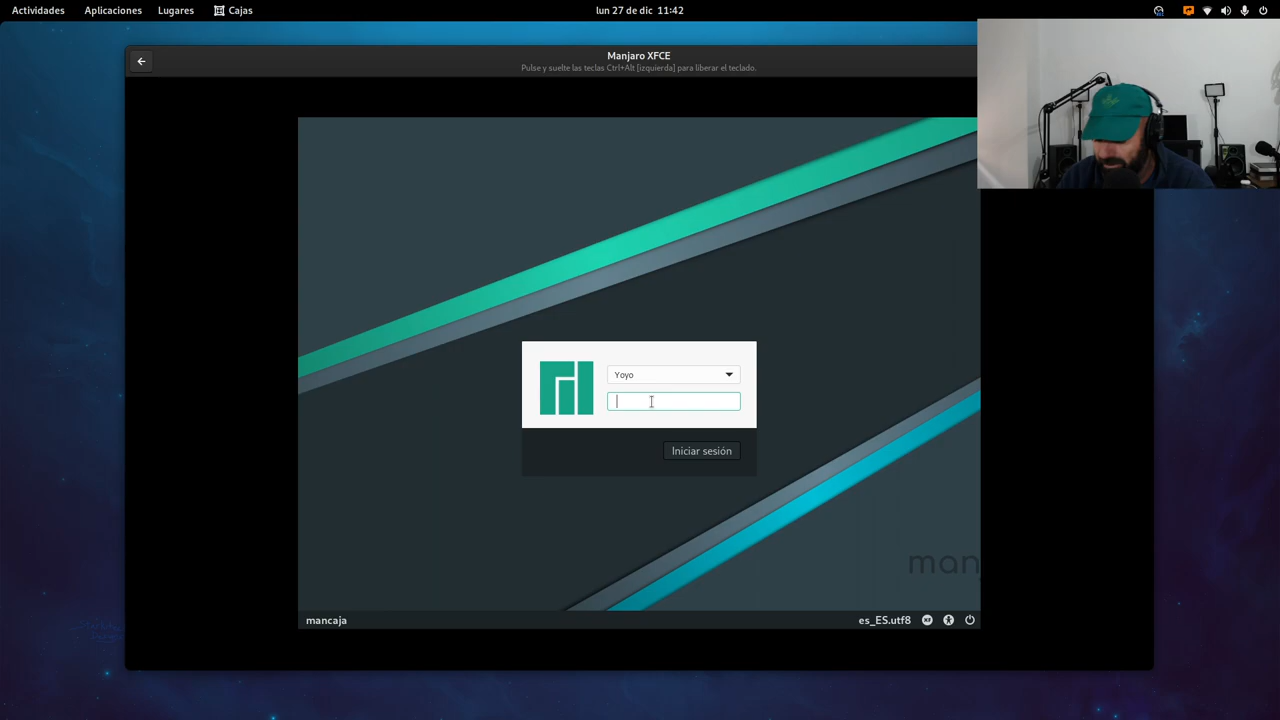 Actividades
Aplicaciones
Lugares
Cajas
lun 27 de dic 11:42
Manjaro XFCE
Pulse y suelte las teclas Ctrl+Alt [izquierda] para liberar el teclado.
Yoyo
Iniciar sesión
man
mancaja
es_ES.utf8